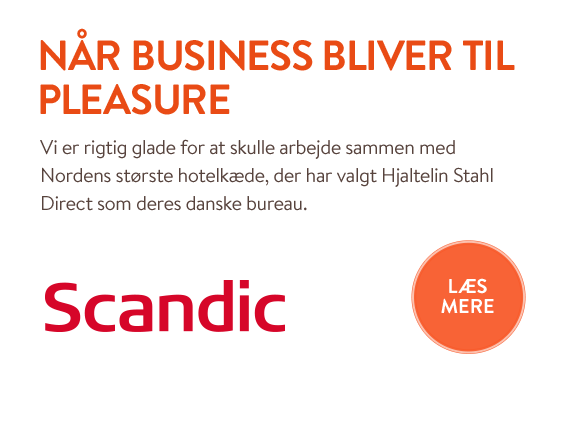 NÅR BUSINESS BLIVER TIL
PLEASURE
Vi er rigtig glade for at skulle arbejde sammen med
Nordens største hotelkæde, der har valgt Hjaltelin Stahl
Direct som deres danske bureau.
Scandic
LÆS
MERE